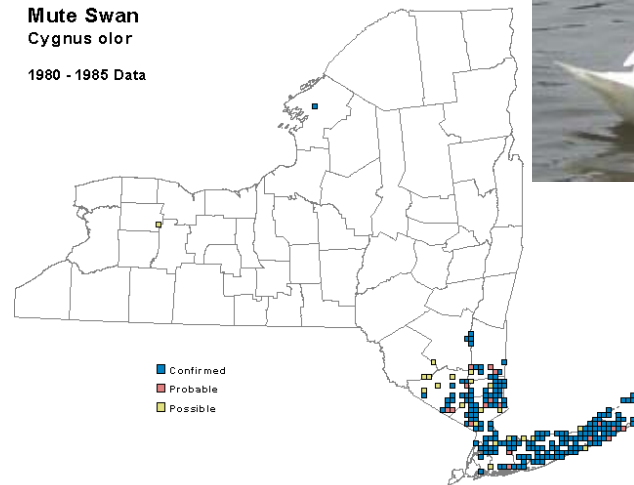 Mute Swan
Cygnus olor
1980 - 1985 Data
Confirmed
Probable
Possible